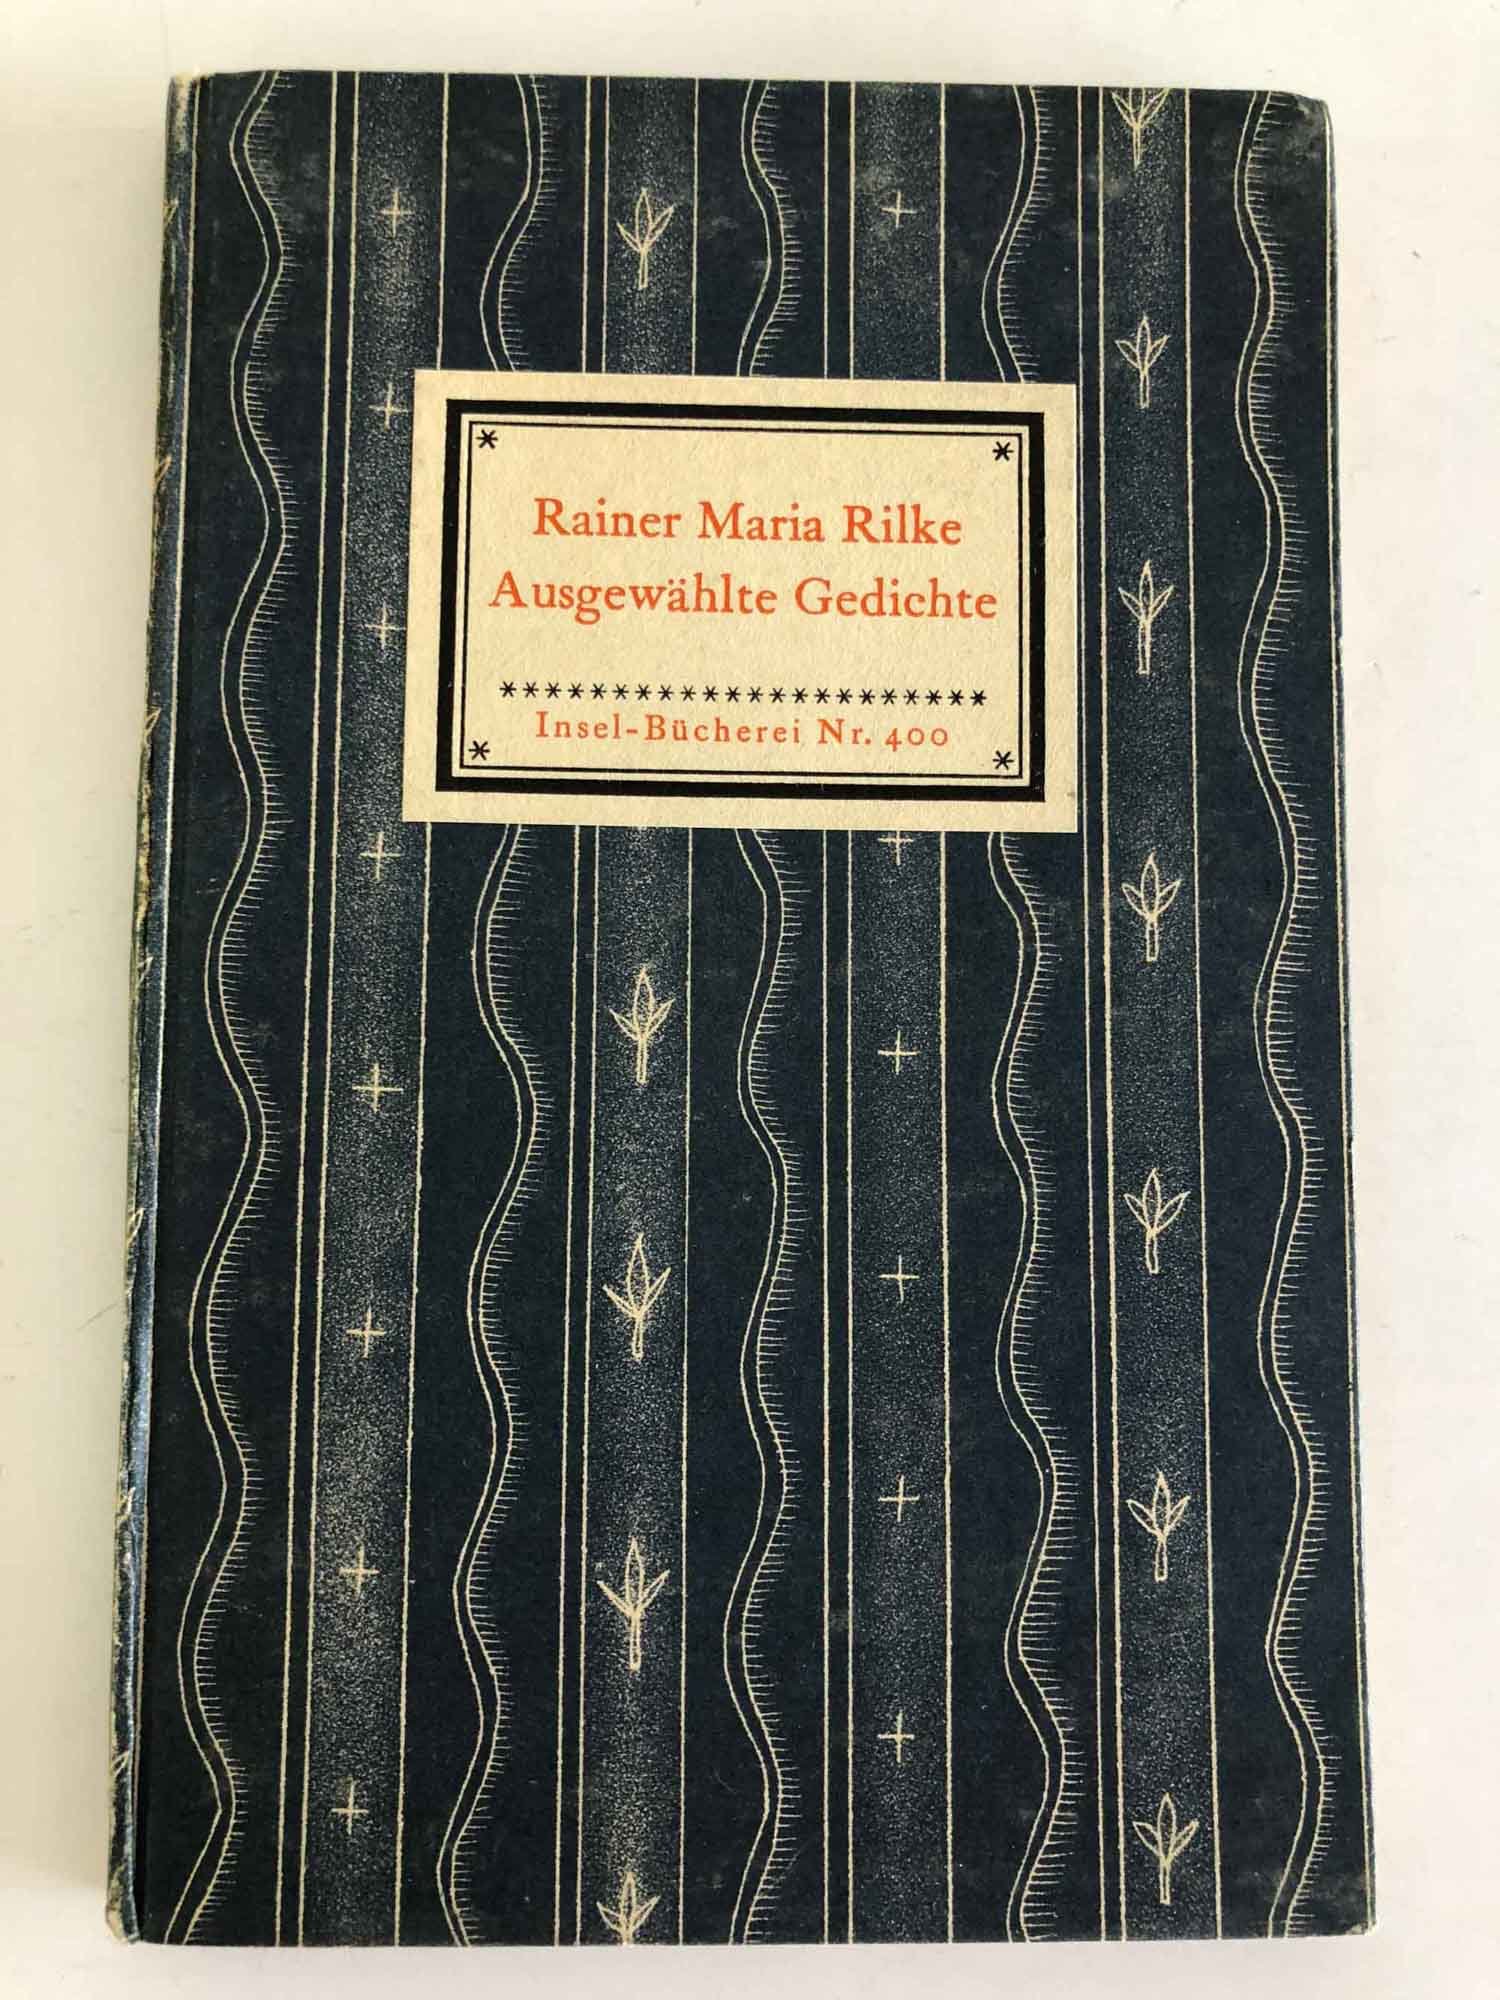 Rainer Maria Rilke
Ausgewählte Gedichte
**********************
Insel-Bücherei Nr. 400